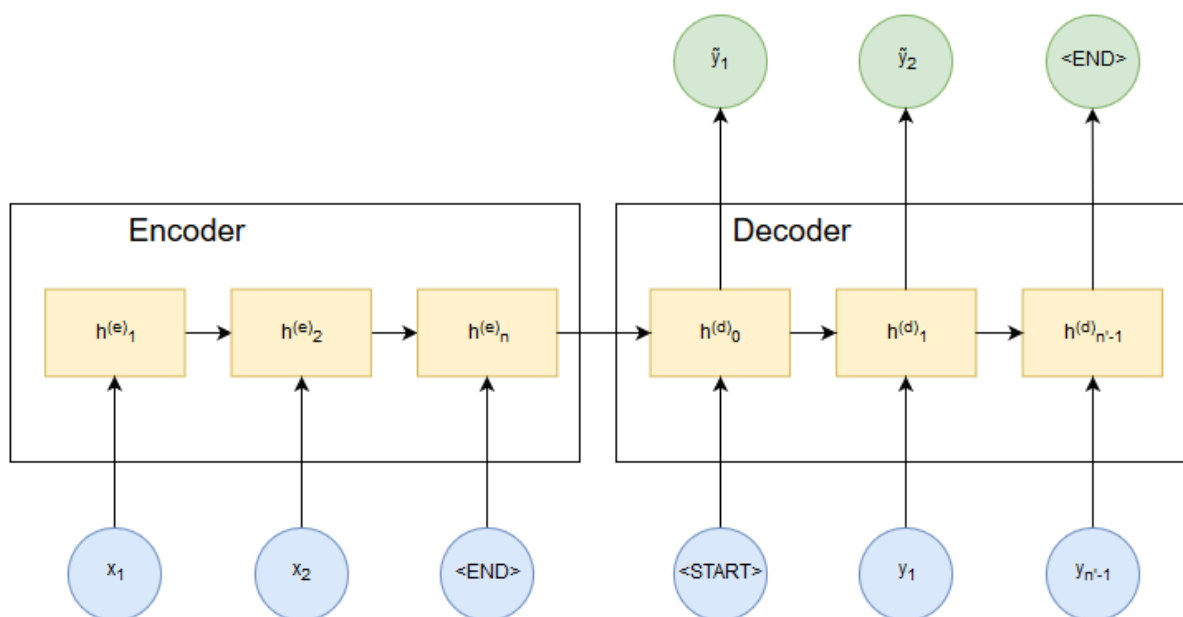 ỹ₁ ỹ₂ <END>
Encoder Decoder
h⁽ᵉ⁾₁ h⁽ᵉ⁾₂ h⁽ᵉ⁾ₙ h⁽ᵈ⁾₀ h⁽ᵈ⁾₁ h⁽ᵈ⁾ₙ'₋₁
x₁ x₂ <END> <START> y₁ yₙ'₋₁